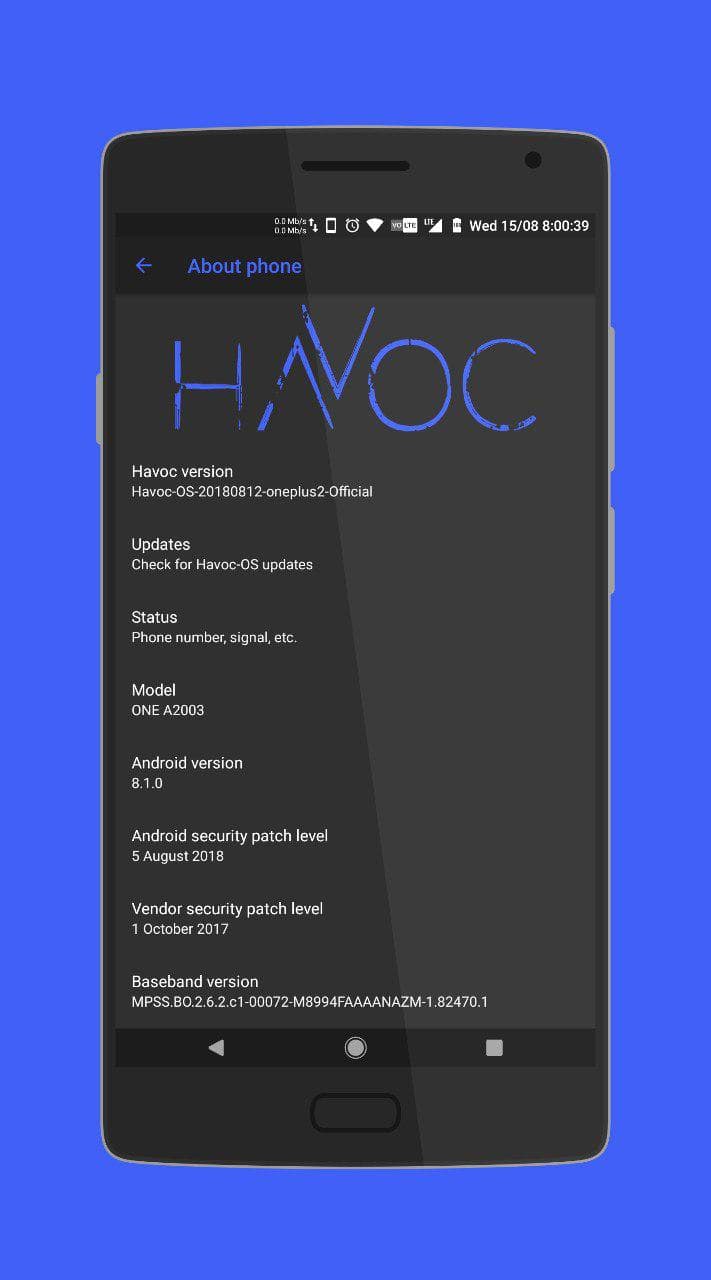 0.0 Mb/s
0.0 Mb/s
VO LTE
LTE
Wed 15/08 8:00:39
About phone
HAVOC
Havoc version
Havoc-OS-20180812-oneplus2-Official
Updates
Check for Havoc-OS updates
Status
Phone number, signal, etc.
Model
ONE A2003
Android version
8.1.0
Android security patch level
5 August 2018
Vendor security patch level
1 October 2017
Baseband version
MPSS.BO.2.6.2.c1-00072-M8994FAAAANAZM-1.82470.1